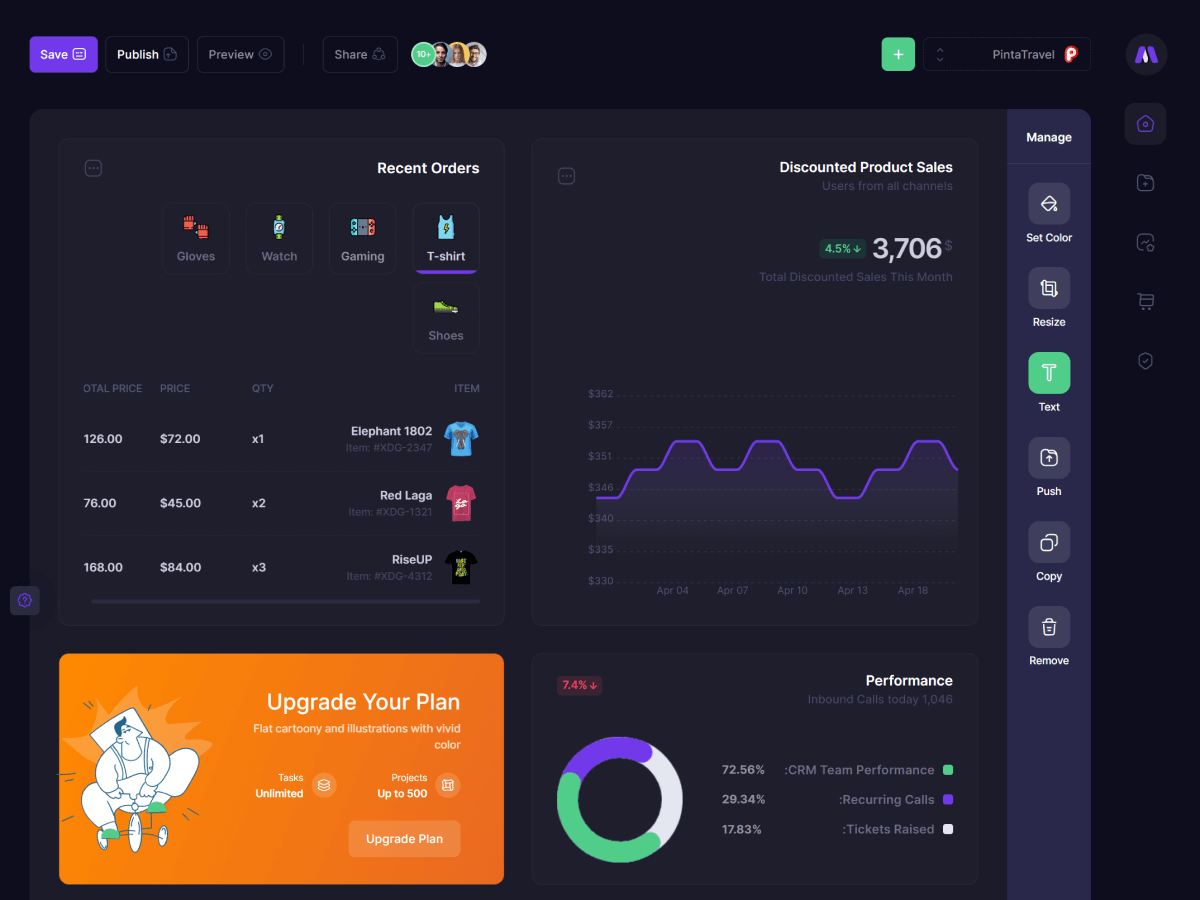 Save
Publish
Preview
Share
10+
+
PintaTravel
Recent Orders
Gloves
Watch
Gaming
T-shirt
Shoes
OTAL PRICE PRICE QTY ITEM
126.00 $72.00 x1 Elephant 1802
Item: #XDG-2347
76.00 $45.00 x2 Red Laga
Item: #XDG-1321
168.00 $84.00 x3 RiseUP
Item: #XDG-4312
Discounted Product Sales
Users from all channels
4.5% ↓ 3,706 $
Total Discounted Sales This Month
$362
$357
$351
$346
$340
$335
$330
Apr 04 Apr 07 Apr 10 Apr 13 Apr 18
Upgrade Your Plan
Flat cartoony and illustrations with vivid
color
Tasks
Unlimited
Projects
Up to 500
Upgrade Plan
7.4% ↓
Performance
Inbound Calls today 1,046
72.56% :CRM Team Performance
29.34% :Recurring Calls
17.83% :Tickets Raised
Manage
Set Color
Resize
Text
Push
Copy
Remove